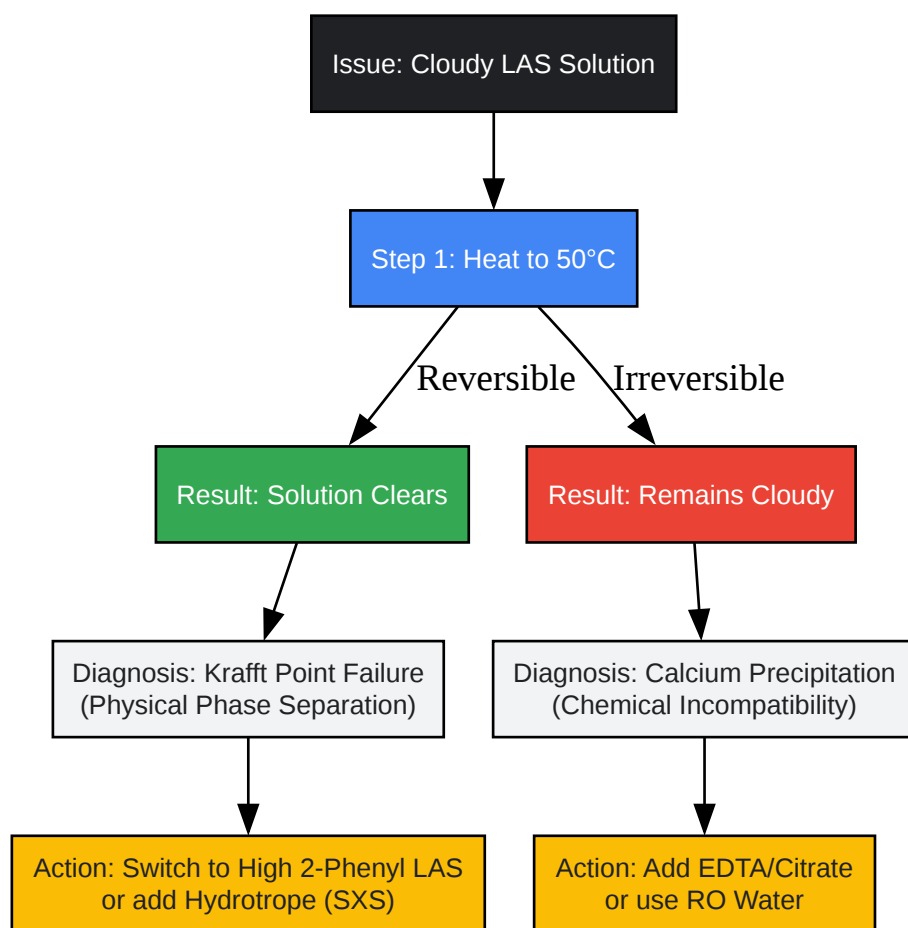 Issue: Cloudy LAS Solution
Step 1: Heat to 50°C
Reversible
Irreversible
Result: Solution Clears
Result: Remains Cloudy
Diagnosis: Krafft Point Failure
(Physical Phase Separation)
Diagnosis: Calcium Precipitation
(Chemical Incompatibility)
Action: Switch to High 2-Phenyl LAS
or add Hydrotrope (SXS)
Action: Add EDTA/Citrate
or use RO Water